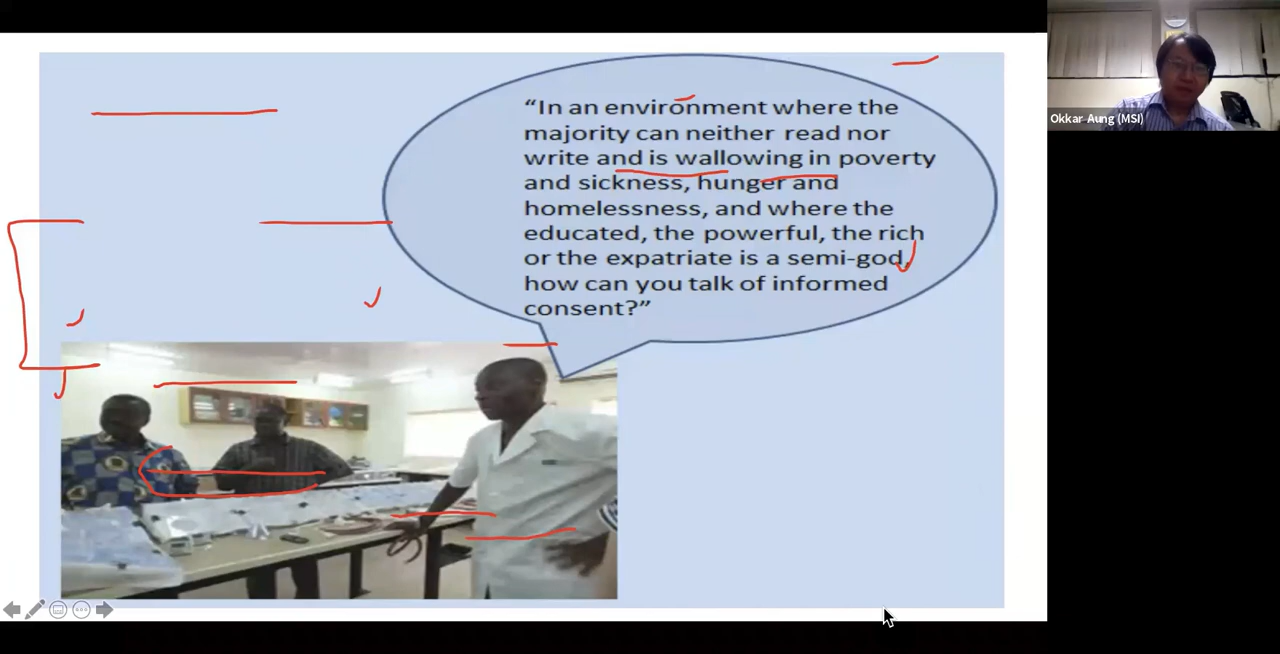 “In an environment where the
majority can neither read nor
write and is wallowing in poverty
and sickness, hunger and
homelessness, and where the
educated, the powerful, the rich
or the expatriate is a semi-god,
how can you talk of informed
consent?”
Okkar Aung (MSI)